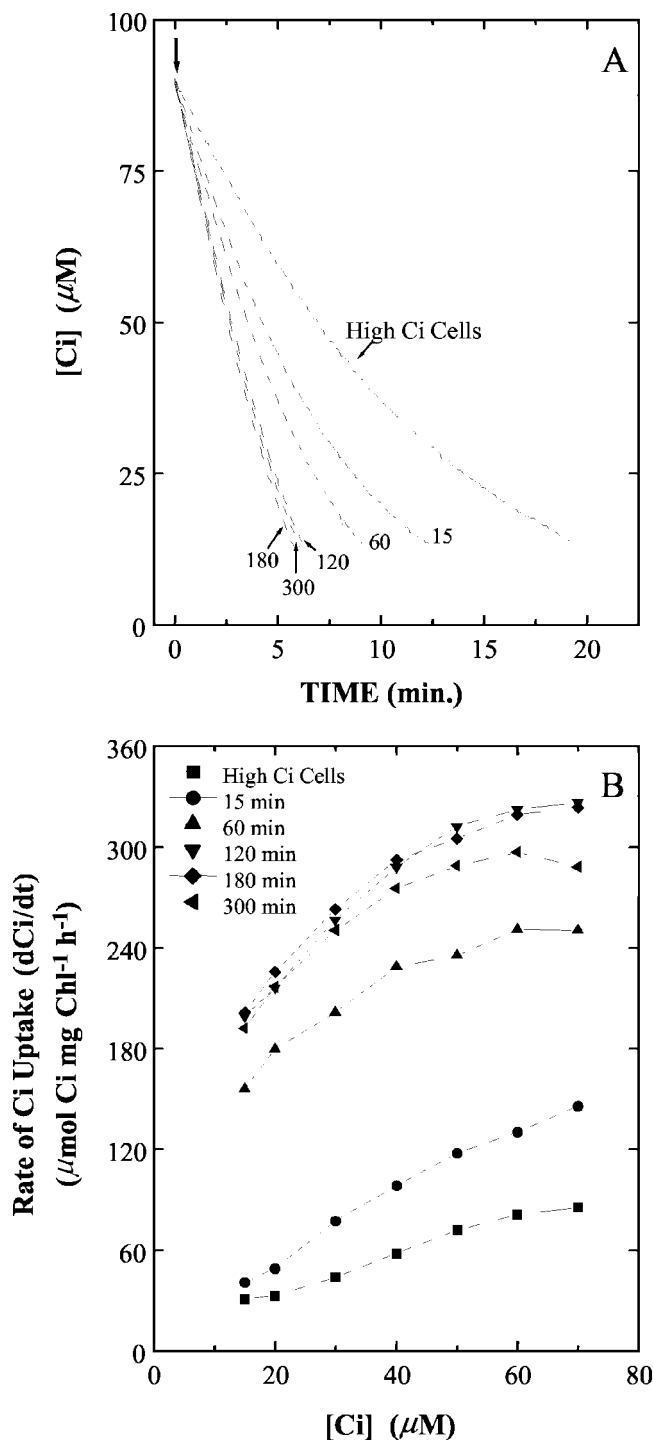 A
100
75
50
25
0
[Ci] (µM)
High Ci Cells
180
300
120
60
15
0 5 10 15 20
TIME (min.)
B
360
300
240
180
120
60
0
Rate of Ci Uptake (dCi/dt)
(µmol Ci mg Chl⁻¹ h⁻¹)
High Ci Cells
15 min
60 min
120 min
180 min
300 min
0 20 40 60 80
[Ci] (µM)